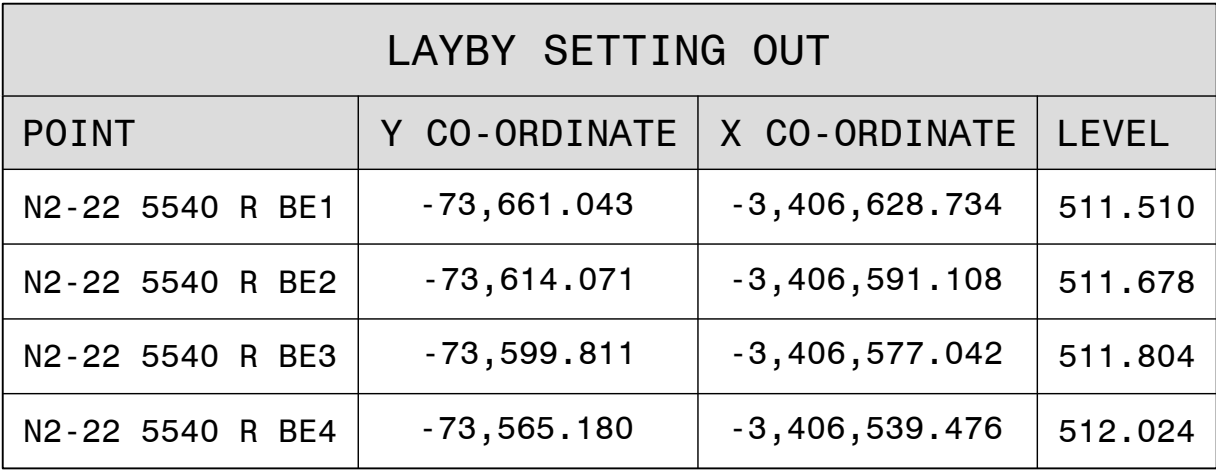 LAYBY SETTING OUT
POINT Y CO-ORDINATE X CO-ORDINATE LEVEL
N2-22 5540 R BE1 -73,661.043 -3,406,628.734 511.510
N2-22 5540 R BE2 -73,614.071 -3,406,591.108 511.678
N2-22 5540 R BE3 -73,599.811 -3,406,577.042 511.804
N2-22 5540 R BE4 -73,565.180 -3,406,539.476 512.024